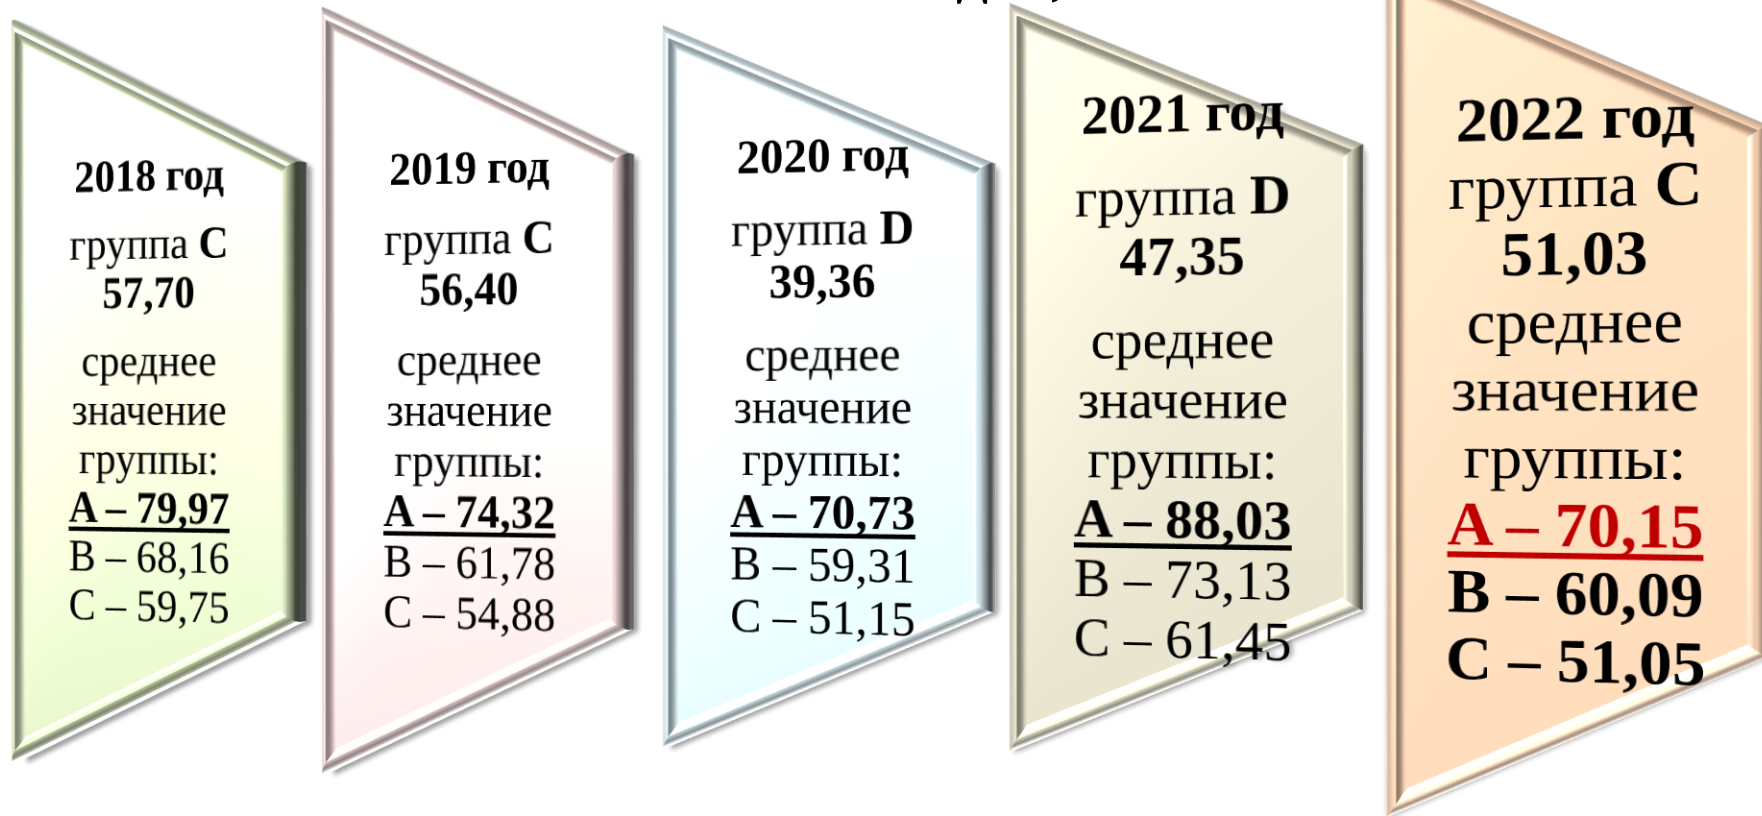 2018 год
группа C
57,70
среднее
значение
группы:
A – 79,97
B – 68,16
C – 59,75
2019 год
группа C
56,40
среднее
значение
группы:
A – 74,32
B – 61,78
C – 54,88
2020 год
группа D
39,36
среднее
значение
группы:
A – 70,73
B – 59,31
C – 51,15
2021 год
группа D
47,35
среднее
значение
группы:
A – 88,03
B – 73,13
C – 61,45
2022 год
группа C
51,03
среднее
значение
группы:
A – 70,15
B – 60,09
C – 51,05